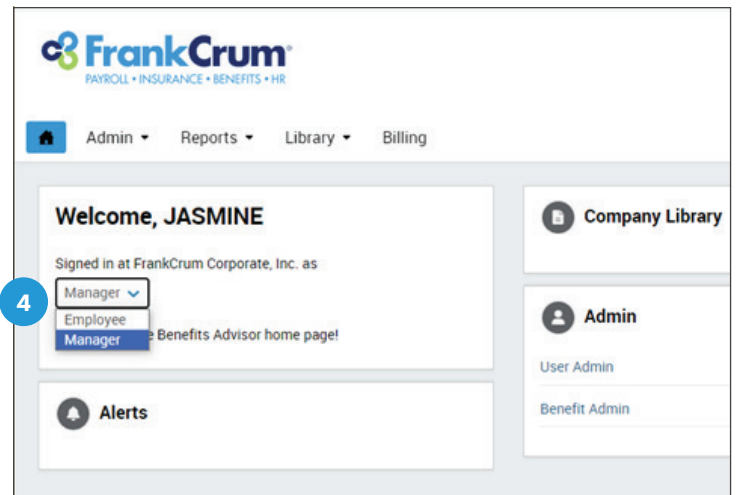 FrankCrum
PAYROLL • INSURANCE • BENEFITS • HR
Admin Reports Library Billing
Welcome, JASMINE
Signed in at FrankCrum Corporate, Inc. as
Manager
4
Employee
Manager
e Benefits Advisor home page!
Alerts
Company Library
Admin
User Admin
Benefit Admin